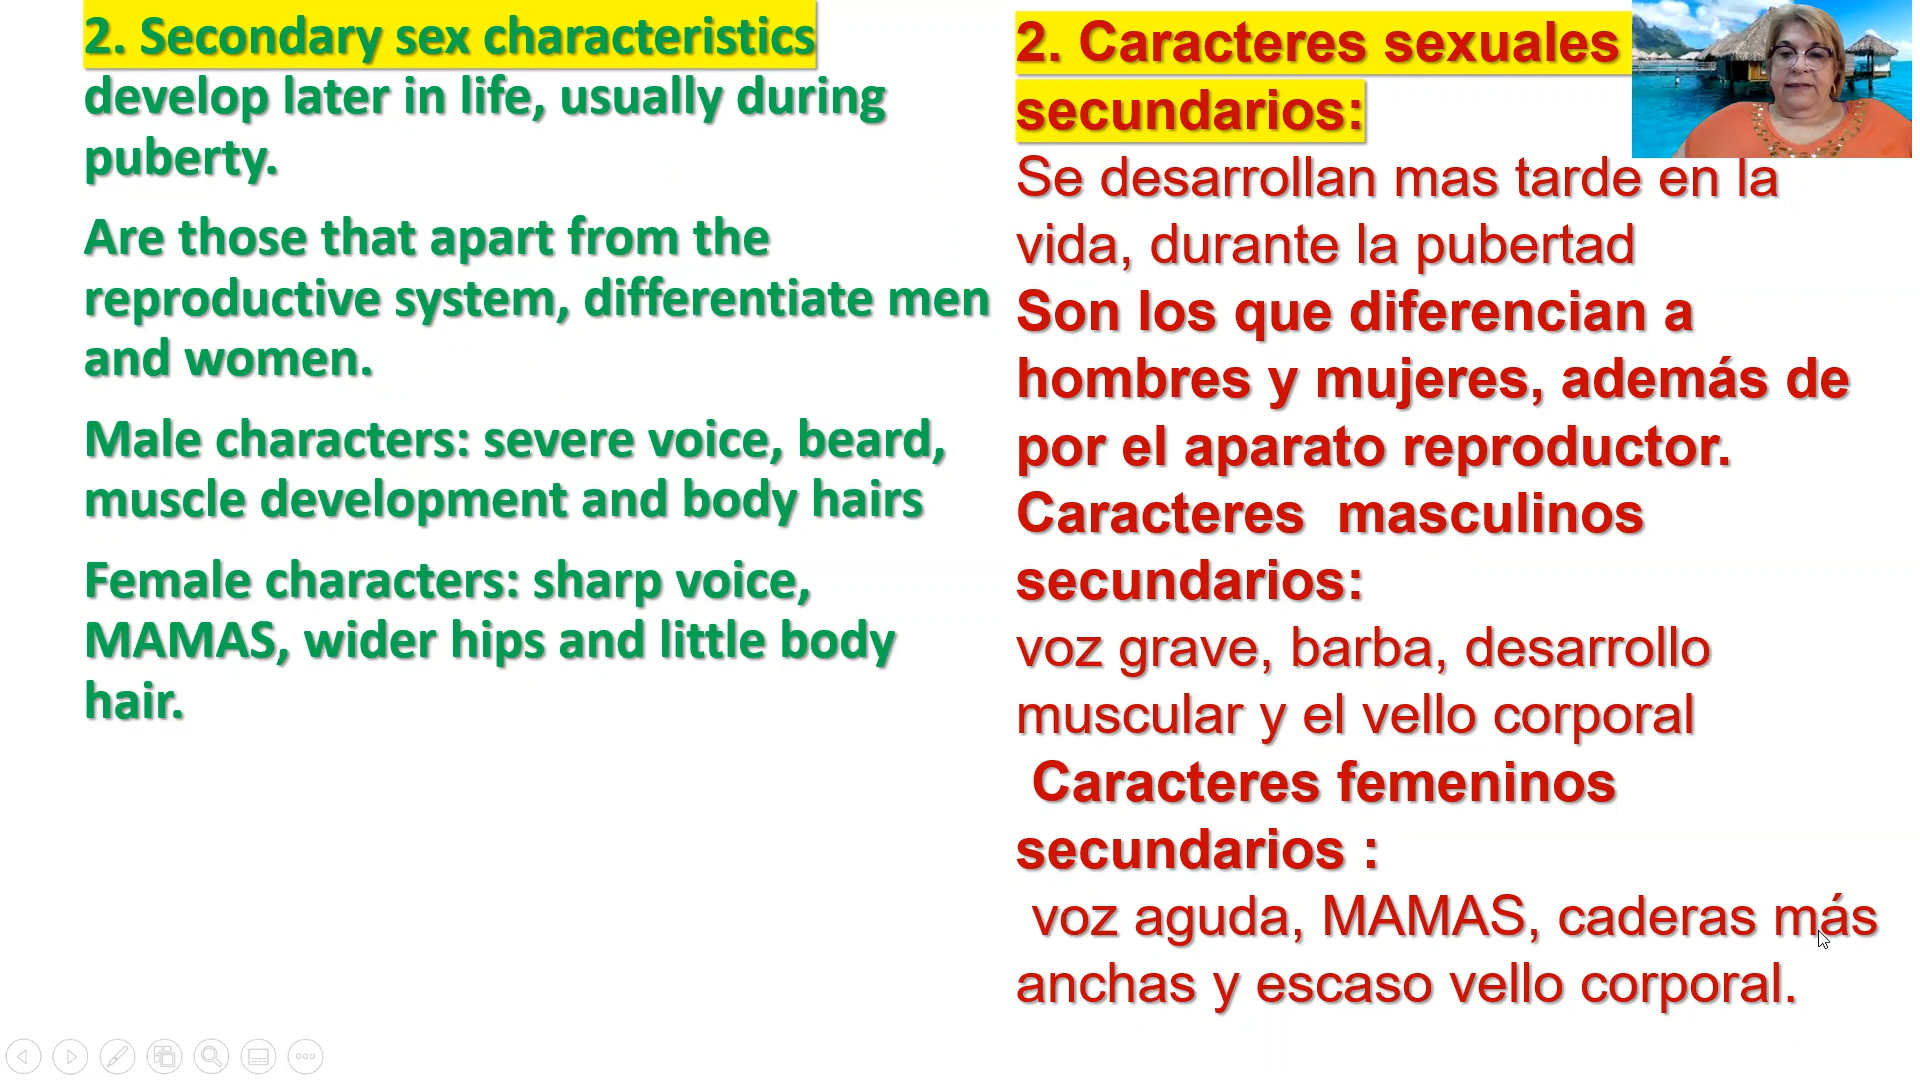 2. Secondary sex characteristics
develop later in life, usually during
puberty.
Are those that apart from the
reproductive system, differentiate men
and women.
Male characters: severe voice, beard,
muscle development and body hairs
Female characters: sharp voice,
MAMAS, wider hips and little body
hair.
2. Caracteres sexuales
secundarios:
Se desarrollan mas tarde en la
vida, durante la pubertad
Son los que diferencian a
hombres y mujeres, además de
por el aparato reproductor.
Caracteres masculinos
secundarios:
voz grave, barba, desarrollo
muscular y el vello corporal
Caracteres femeninos
secundarios :
voz aguda, MAMAS, caderas más
anchas y escaso vello corporal.